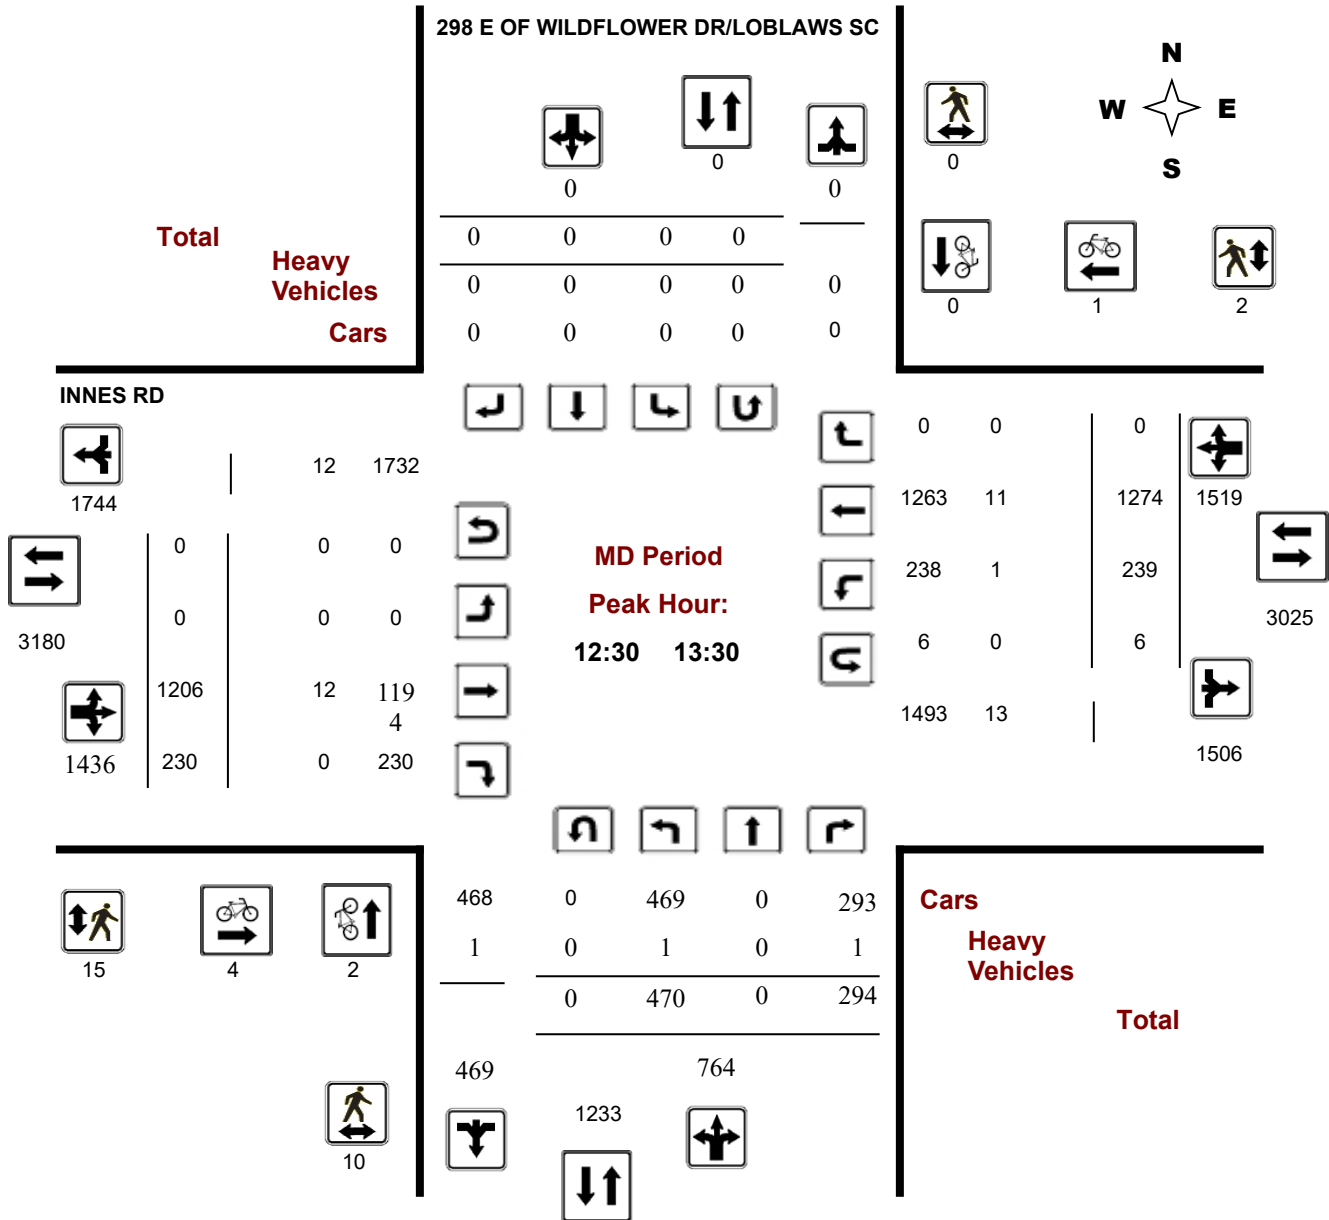 298 E OF WILDFLOWER DR/LOBLAWS SC
N
W E
S
0
0
0 0
0
Total
0 0 0 0
Heavy
Vehicles
0 0 0 0 0
Cars
0 0 0 0 0
0 1 2
INNES RD
0 0 0
12 1732
1744
1263 11 1274 1519
0 0 0
MD Period
238 1 239
0 0 0
Peak Hour:
3180
12:30 13:30
6 0 6
3025
1206 12 119
4
1493 13
1436 230 0 230
1506
468 0 469 0 293
Cars
1 0 1 0 1
Heavy
Vehicles
15 4 2
0 470 0 294
Total
469 764
1233
10